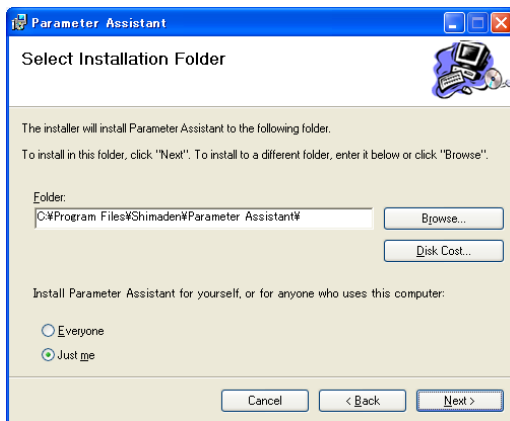 Parameter Assistant
Select Installation Folder
The installer will install Parameter Assistant to the following folder.
To install in this folder, click "Next". To install to a different folder, enter it below or click "Browse".
Folder:
C:¥Program Files¥Shimaden¥Parameter Assistant¥
Browse...
Disk Cost...
Install Parameter Assistant for yourself, or for anyone who uses this computer:
Everyone
Just me
Cancel
< Back
Next >